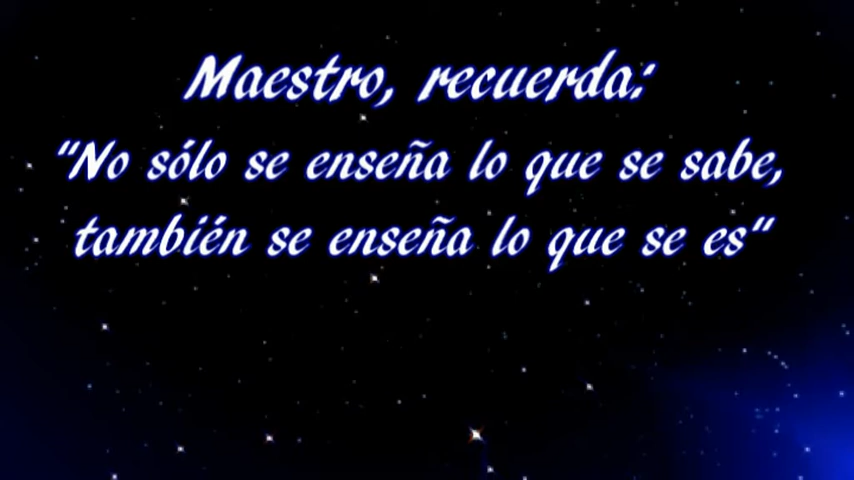 Maestro, recuerda:
"No sólo se enseña lo que se sabe,
también se enseña lo que se es"